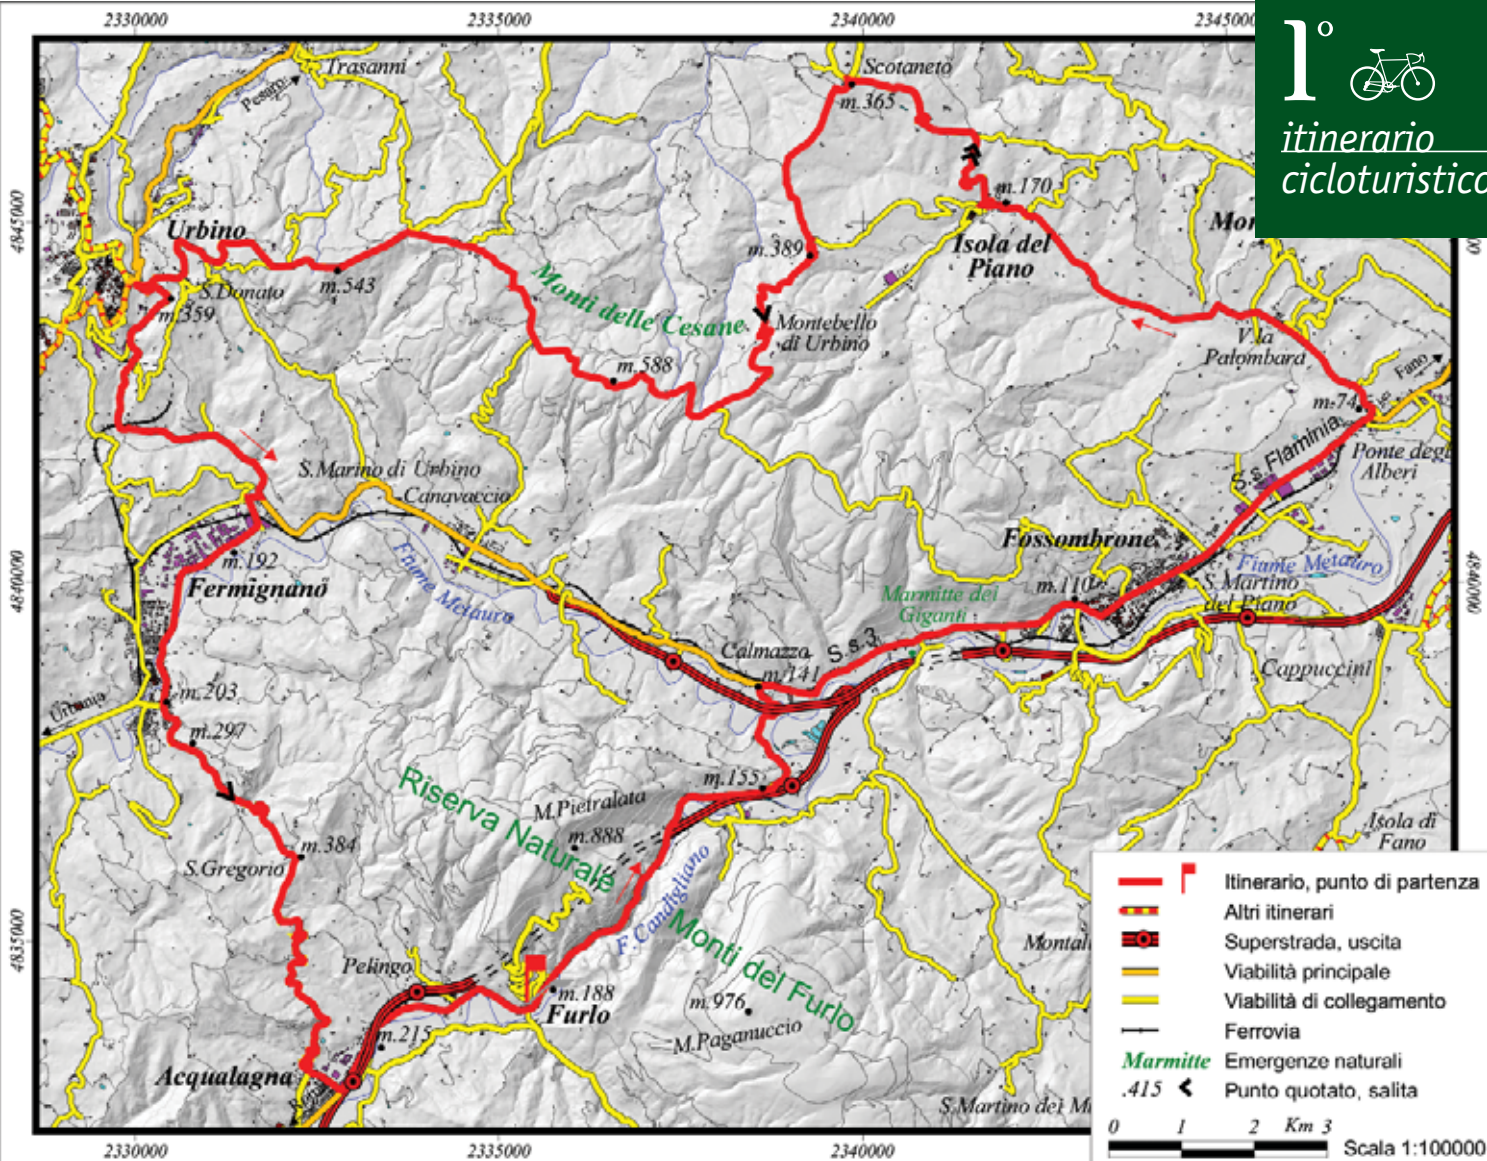 2330000
2335000
2340000
2345000
1°
itinerario
cicloturistico
Trasanni
Pesaro
Scotaneto
m.365
4845000
Urbino
m.170
Isola del
Piano
m.389
S.Donato
m.543
m.359
Monti delle Cesane
Montebello
di Urbino
V.la
Palombara
m.588
Fano
m.74
S.s.Flaminia
Ponte degli
Alberi
S.Marino di Urbino
Canavaccio
Fossombrone
Fiume Metauro
m.192
Fermignano
Fiume Metauro
4840000
4840000
Marmitte dei
Giganti
m.110
S.Martino
del Piano
Calmazzo
m.141
S.s.3
Cappuccini
m.203
Urbania
m.297
m.155
Riserva Naturale
M.Pietralata
m.888
Isola di
Fano
m.384
S.Gregorio
F.Candigliano
Monti del Furlo
4835000
Pelingo
m.188
Furlo
m.976
M.Paganuccio
m.215
Acqualagna
Roma
S.Martino dei M
Itinerario, punto di partenza
Altri itinerari
Superstrada, uscita
Viabilità principale
Viabilità di collegamento
Ferrovia
Marmitte Emergenze naturali
.415 Punto quotato, salita
0 1 2 Km 3
Scala 1:100000
2330000
2335000
2340000